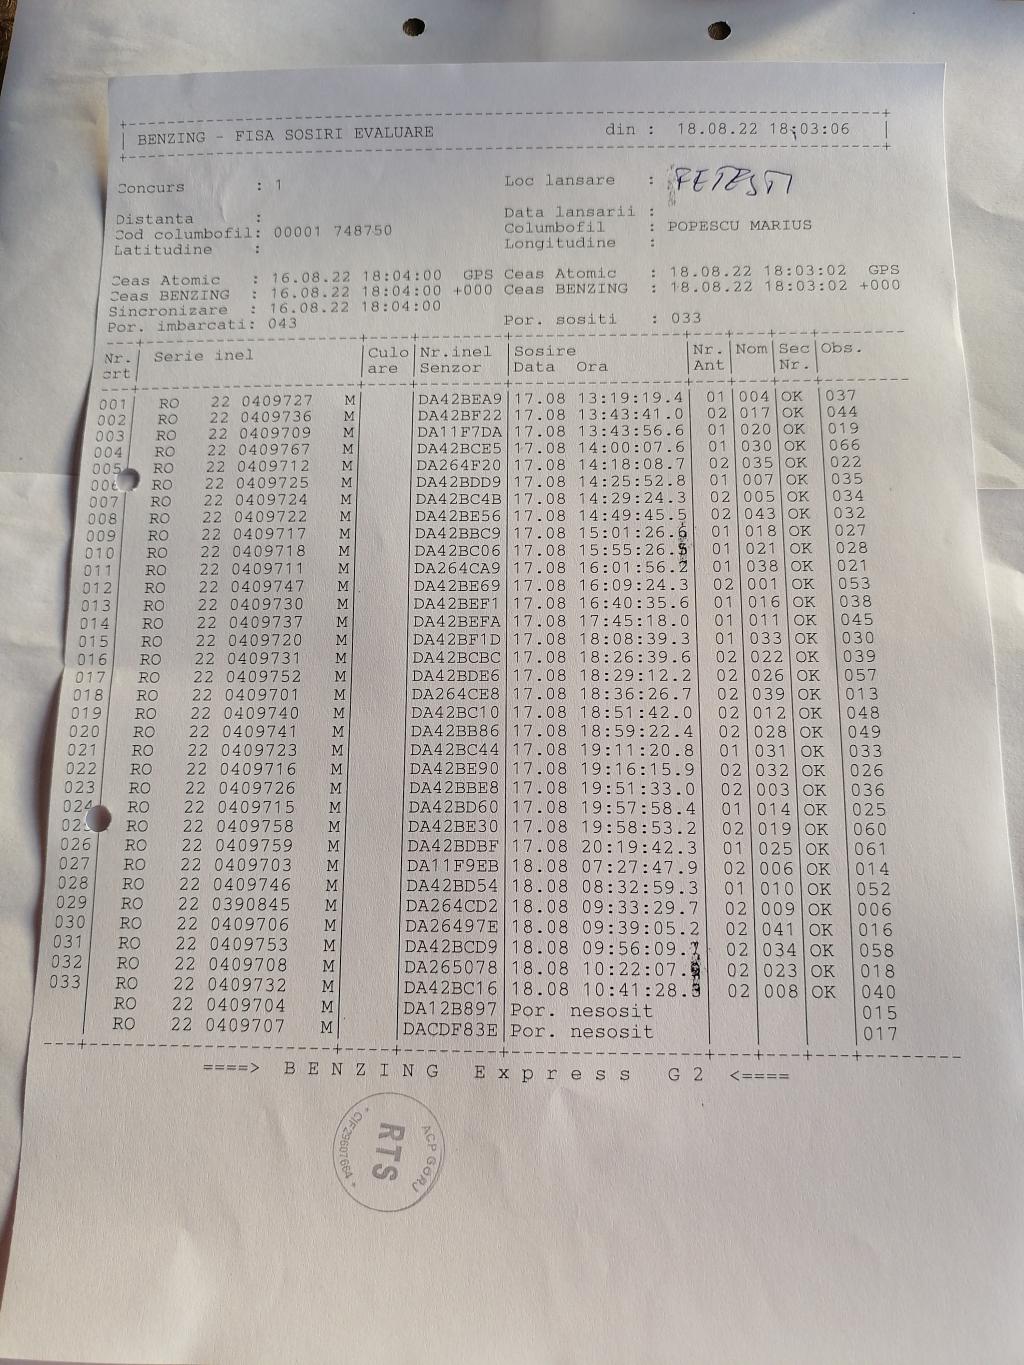 BENZING - FISA SOSIRI EVALUARE din : 18.08.22 18:03:06
Concurs : 1 Loc lansare : FETESTI
Distanta : Data lansarii :
Cod columbofil: 00001 748750 Columbofil : POPESCU MARIUS
Latitudine : Longitudine :
Ceas Atomic : 16.08.22 18:04:00 GPS Ceas Atomic : 18.08.22 18:03:02 GPS
Ceas BENZING : 16.08.22 18:04:00 +000 Ceas BENZING : 18.08.22 18:03:02 +000
Sincronizare : 16.08.22 18:04:00
Por. imbarcati: 043 Por. sositi : 033
Nr. Serie inel Culo Nr.inel Sosire Nr. Nom Sec Obs.
crt are Senzor Data Ora Ant Nr.
001 RO 22 0409727 M DA42BEA9 17.08 13:19:19.4 01 004 OK 037
002 RO 22 0409736 M DA42BF22 17.08 13:43:41.0 02 017 OK 044
003 RO 22 0409709 M DA11F7DA 17.08 13:43:56.6 01 020 OK 019
004 RO 22 0409767 M DA42BCE5 17.08 14:00:07.6 01 030 OK 066
005 RO 22 0409712 M DA264F20 17.08 14:18:08.7 02 035 OK 022
006 RO 22 0409725 M DA42BDD9 17.08 14:25:52.8 01 007 OK 035
007 RO 22 0409724 M DA42BC4B 17.08 14:29:24.3 02 005 OK 034
008 RO 22 0409722 M DA42BE56 17.08 14:49:45.5 02 043 OK 032
009 RO 22 0409717 M DA42BBC9 17.08 15:01:26.6 01 018 OK 027
010 RO 22 0409718 M DA42BC06 17.08 15:55:26.5 01 021 OK 028
011 RO 22 0409711 M DA264CA9 17.08 16:01:56.2 01 038 OK 021
012 RO 22 0409747 M DA42BE69 17.08 16:09:24.3 02 001 OK 053
013 RO 22 0409730 M DA42BEF1 17.08 16:40:35.6 01 016 OK 038
014 RO 22 0409737 M DA42BEFA 17.08 17:45:18.0 01 011 OK 045
015 RO 22 0409720 M DA42BF1D 17.08 18:08:39.3 01 033 OK 030
016 RO 22 0409731 M DA42BCBC 17.08 18:26:39.6 02 022 OK 039
017 RO 22 0409752 M DA42BDE6 17.08 18:29:12.2 02 026 OK 057
018 RO 22 0409701 M DA264CE8 17.08 18:36:26.7 02 039 OK 013
019 RO 22 0409740 M DA42BC10 17.08 18:51:42.0 02 012 OK 048
020 RO 22 0409741 M DA42BB86 17.08 18:59:22.4 02 028 OK 049
021 RO 22 0409723 M DA42BC44 17.08 19:11:20.8 01 031 OK 033
022 RO 22 0409716 M DA42BE90 17.08 19:16:15.9 02 032 OK 026
023 RO 22 0409726 M DA42BBE8 17.08 19:51:33.0 02 003 OK 036
024 RO 22 0409715 M DA42BD60 17.08 19:57:58.4 01 014 OK 025
025 RO 22 0409758 M DA42BE30 17.08 19:58:53.2 02 019 OK 060
026 RO 22 0409759 M DA42BDBF 17.08 20:19:42.3 01 025 OK 061
027 RO 22 0409703 M DA11F9EB 18.08 07:27:47.9 02 006 OK 014
028 RO 22 0409746 M DA42BD54 18.08 08:32:59.3 01 010 OK 052
029 RO 22 0390845 M DA264CD2 18.08 09:33:29.7 02 009 OK 006
030 RO 22 0409706 M DA26497E 18.08 09:39:05.2 02 041 OK 016
031 RO 22 0409753 M DA42BCD9 18.08 09:56:09.7 02 034 OK 058
032 RO 22 0409708 M DA265078 18.08 10:22:07. 02 023 OK 018
033 RO 22 0409732 M DA42BC16 18.08 10:41:28.3 02 008 OK 040
RO 22 0409704 M DA12B897 Por. nesosit 015
RO 22 0409707 M DACDF83E Por. nesosit 017
====> BENZING Express G2 <====
ACP GORJ
RTS
* CIF29607664 *